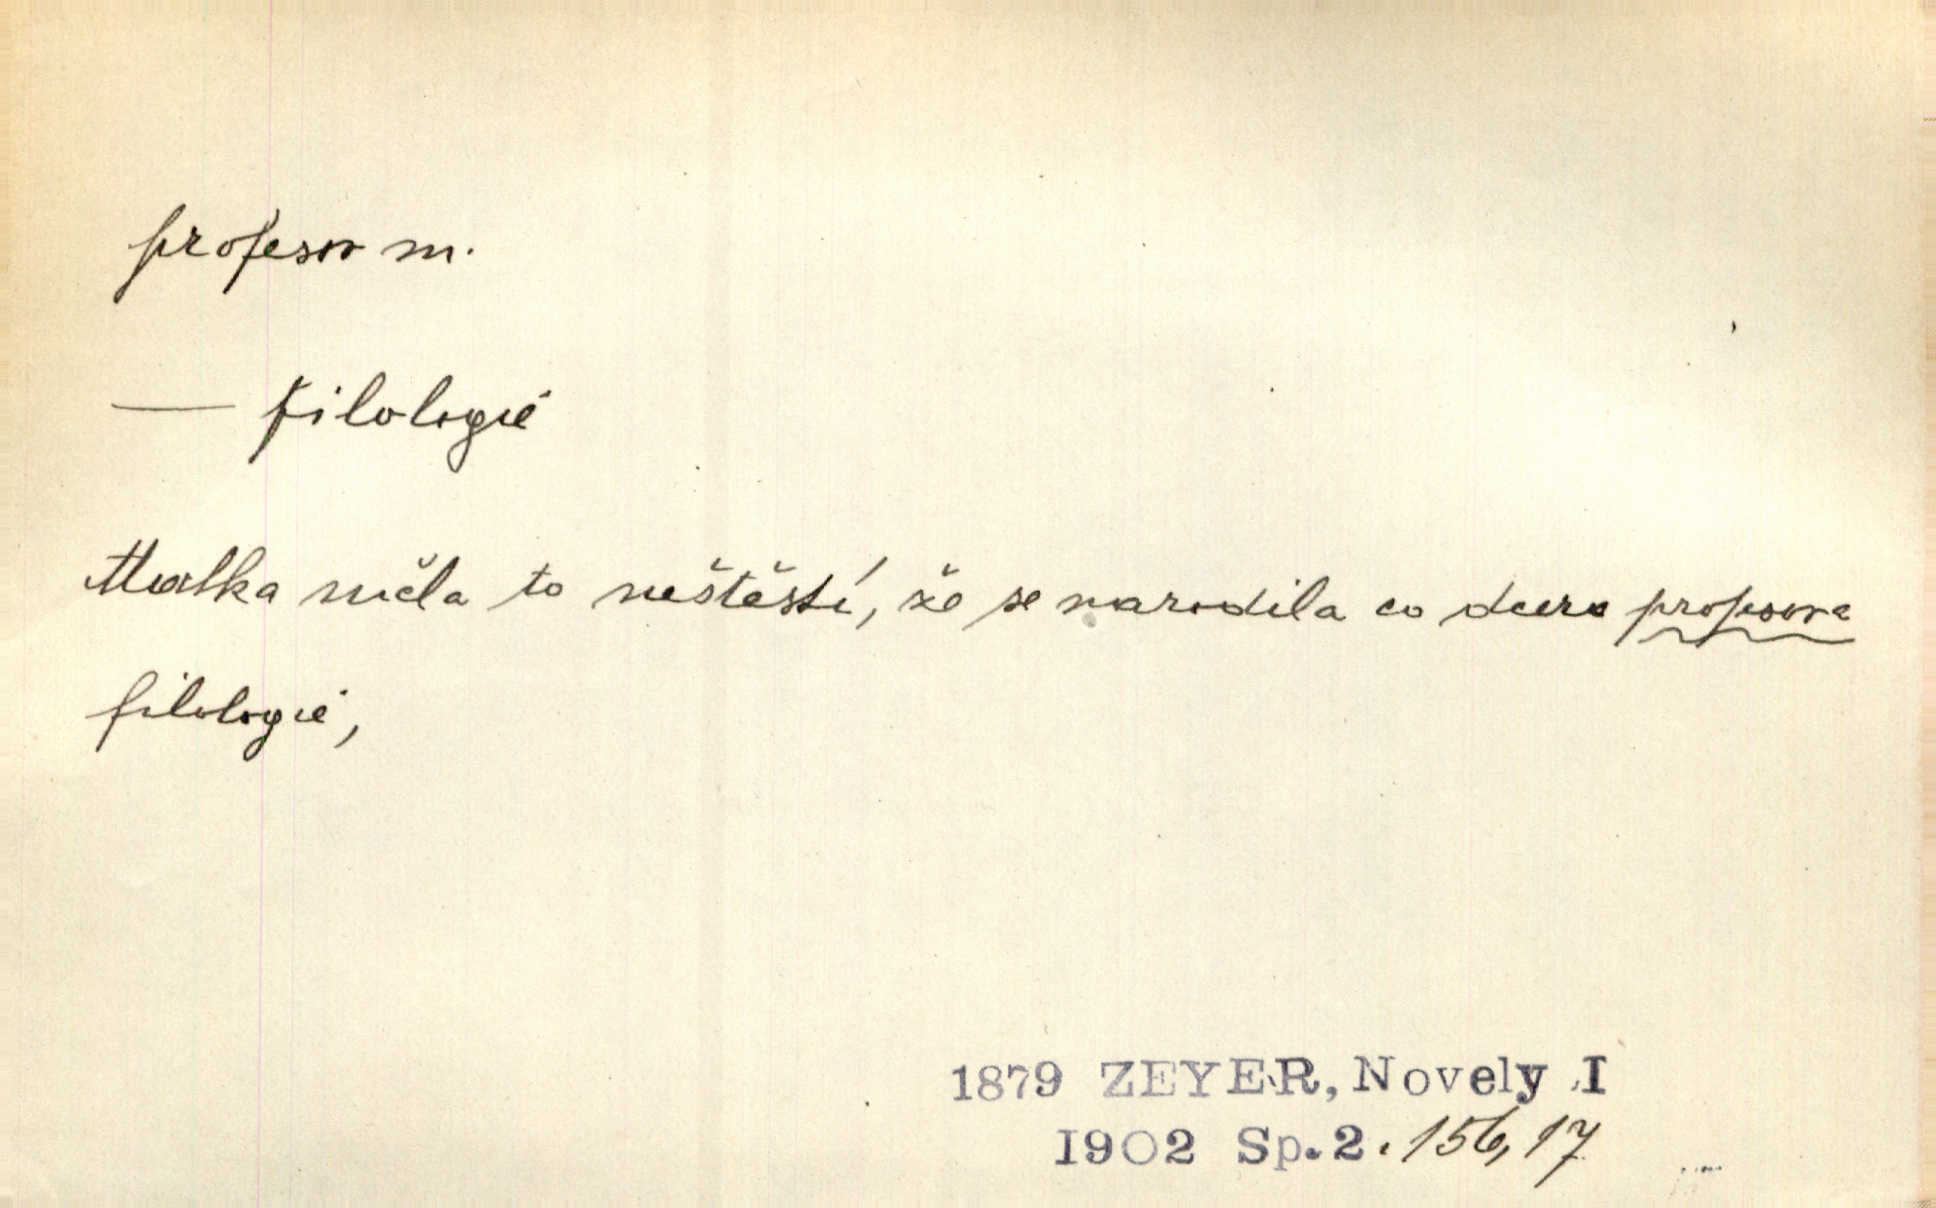 profesor m.
— filologie
Matka měla to neštěstí, že se narodila co dcera profesora
filologie,
1879 ZEYER, Novely I
1902 Sp. 2. 156, 17